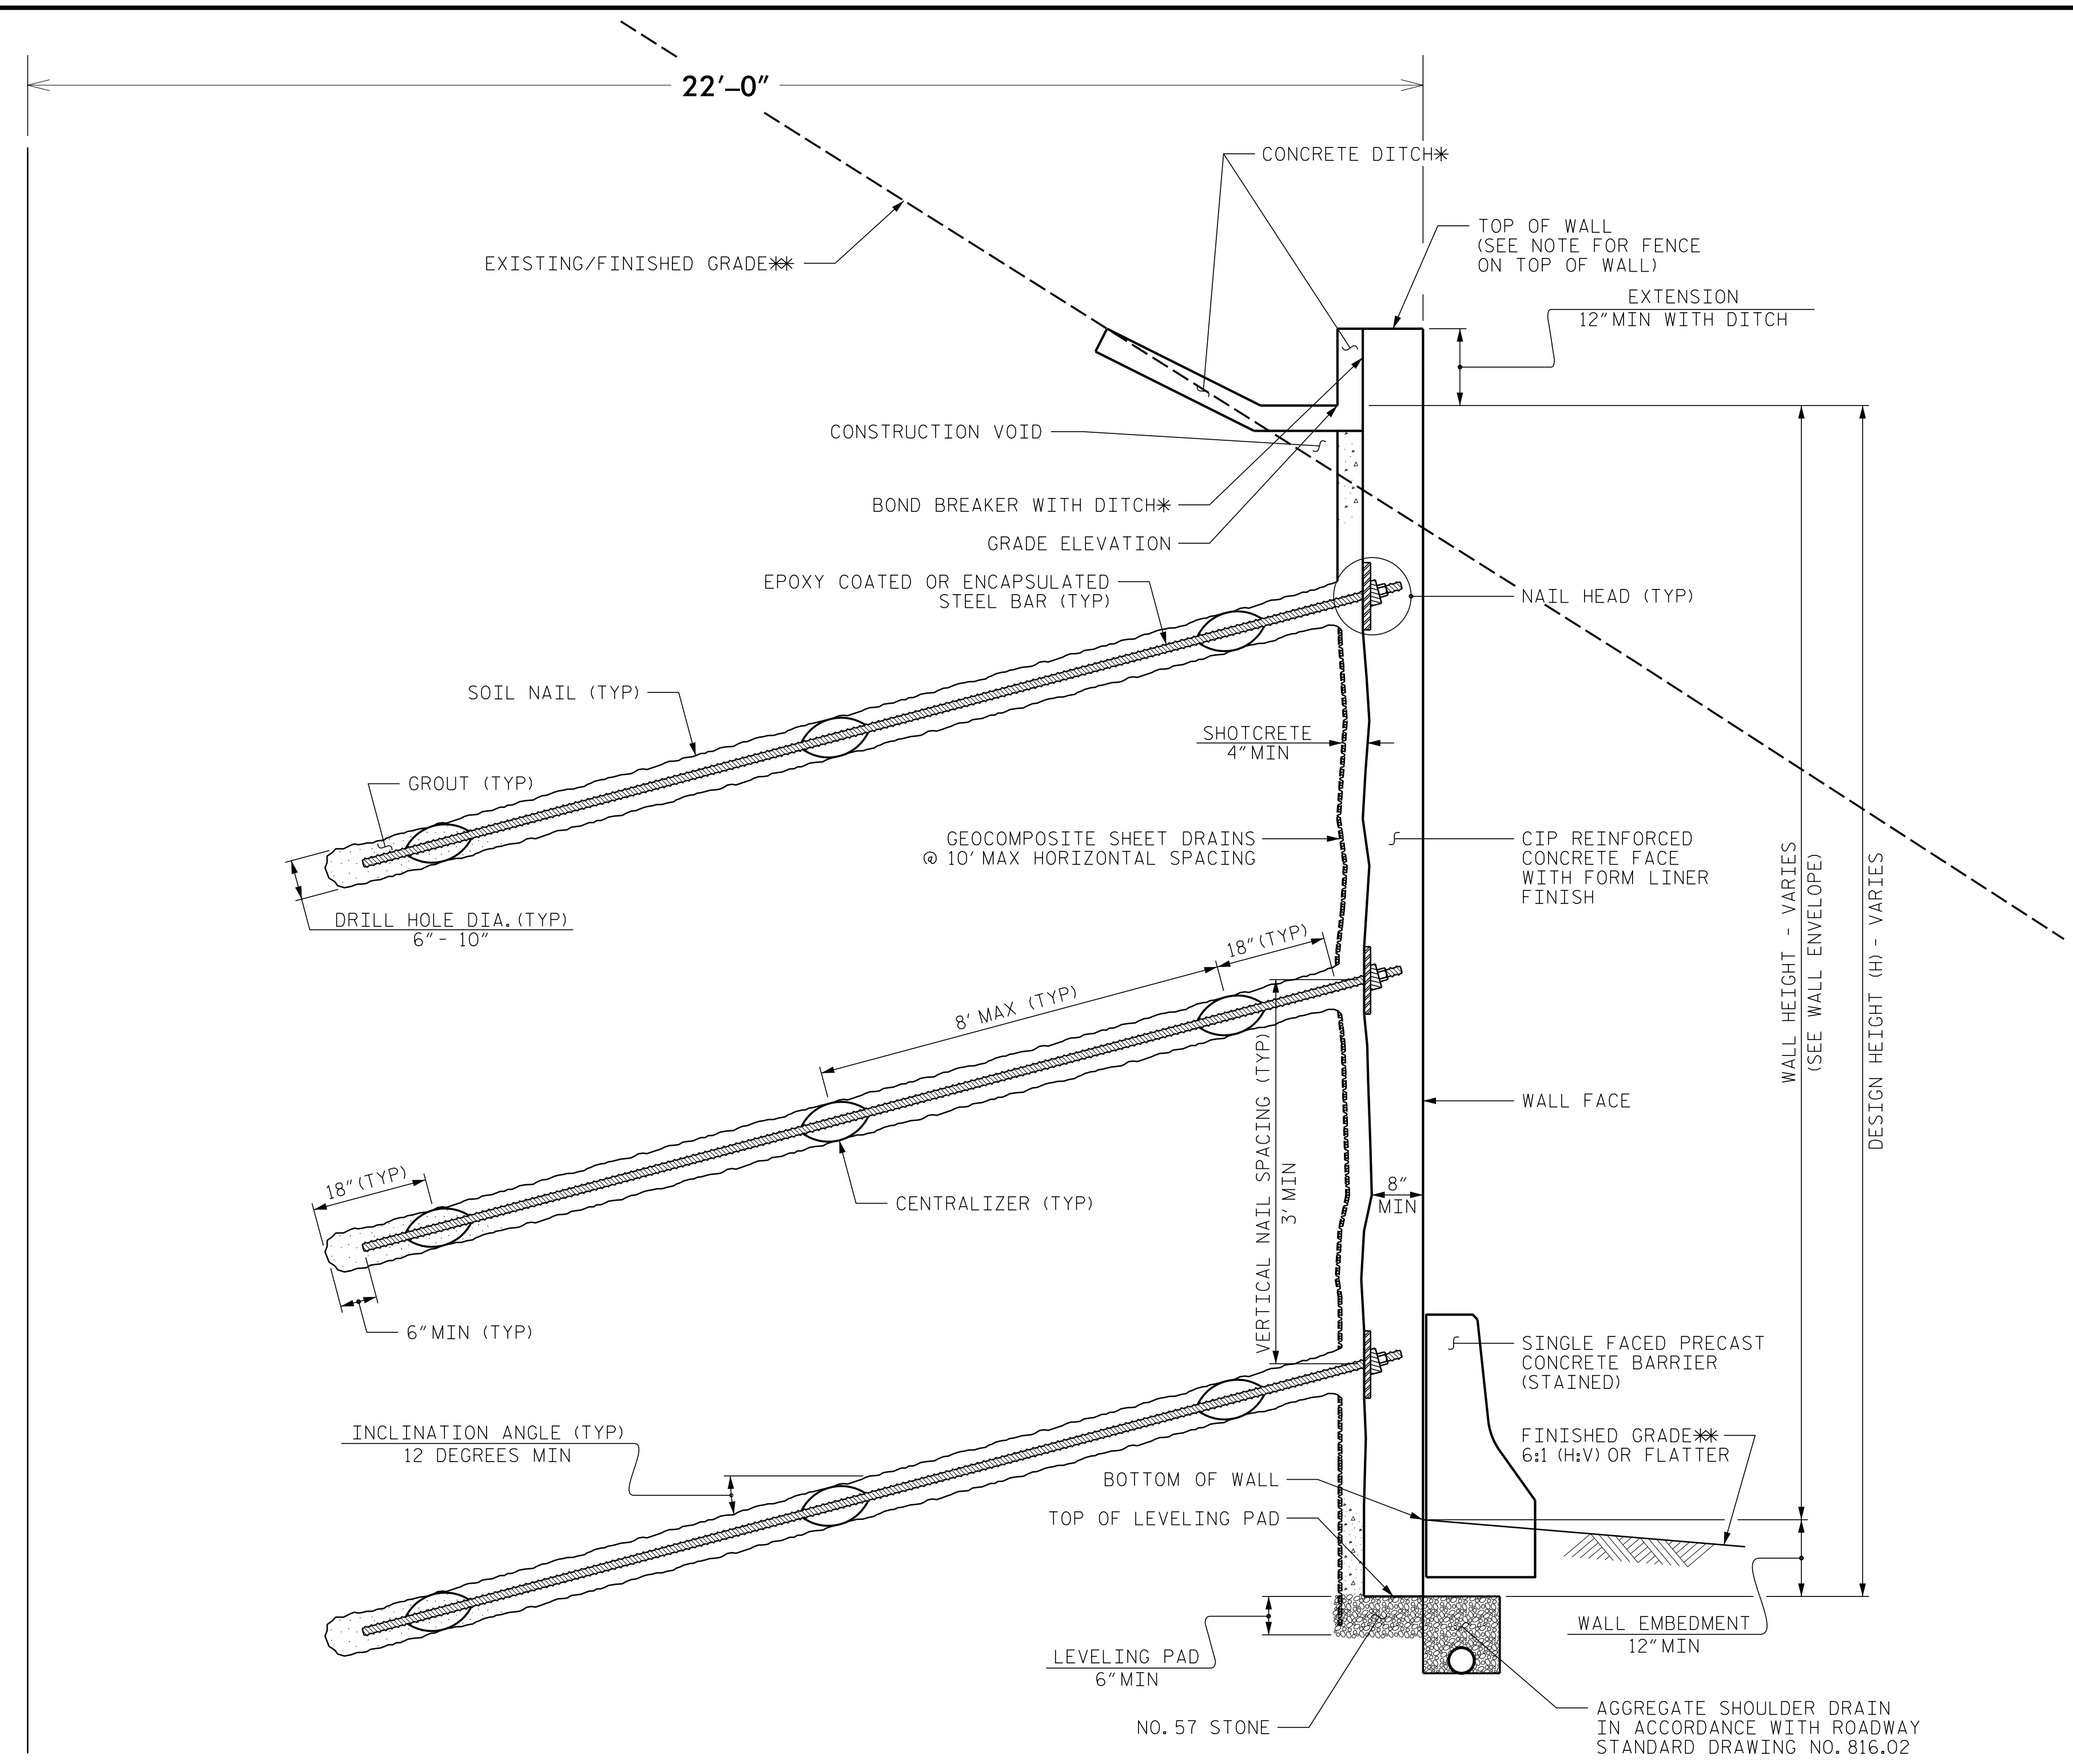 22'–0"
CONCRETE DITCH*
TOP OF WALL
(SEE NOTE FOR FENCE
ON TOP OF WALL)
EXISTING/FINISHED GRADE**
EXTENSION
12" MIN WITH DITCH
CONSTRUCTION VOID
BOND BREAKER WITH DITCH*
GRADE ELEVATION
EPOXY COATED OR ENCAPSULATED
STEEL BAR (TYP)
NAIL HEAD (TYP)
SOIL NAIL (TYP)
SHOTCRETE
4" MIN
GROUT (TYP)
GEOCOMPOSITE SHEET DRAINS
@ 10' MAX HORIZONTAL SPACING
CIP REINFORCED
CONCRETE FACE
WITH FORM LINER
FINISH
DRILL HOLE DIA. (TYP)
6" - 10"
WALL HEIGHT - VARIES
(SEE WALL ENVELOPE)
DESIGN HEIGHT (H) - VARIES
18" (TYP)
8' MAX (TYP)
VERTICAL NAIL SPACING (TYP)
3' MIN
WALL FACE
18" (TYP)
CENTRALIZER (TYP)
8"
MIN
6" MIN (TYP)
SINGLE FACED PRECAST
CONCRETE BARRIER
(STAINED)
INCLINATION ANGLE (TYP)
12 DEGREES MIN
FINISHED GRADE**
6:1 (H:V) OR FLATTER
BOTTOM OF WALL
TOP OF LEVELING PAD
WALL EMBEDMENT
12" MIN
LEVELING PAD
6" MIN
NO. 57 STONE
AGGREGATE SHOULDER DRAIN
IN ACCORDANCE WITH ROADWAY
STANDARD DRAWING NO. 816.02